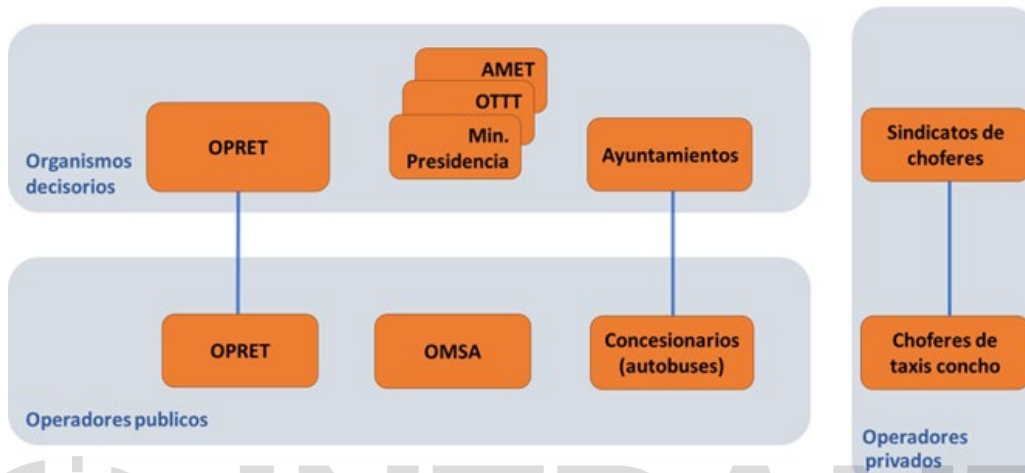 AMET
OTTT
Min.
Presidencia
OPRET
Ayuntamientos
Organismos
decisorios
Sindicatos de
choferes
OPRET
OMSA
Concesionarios
(autobuses)
Choferes de
taxis concho
Operadores publicos
Operadores
privados